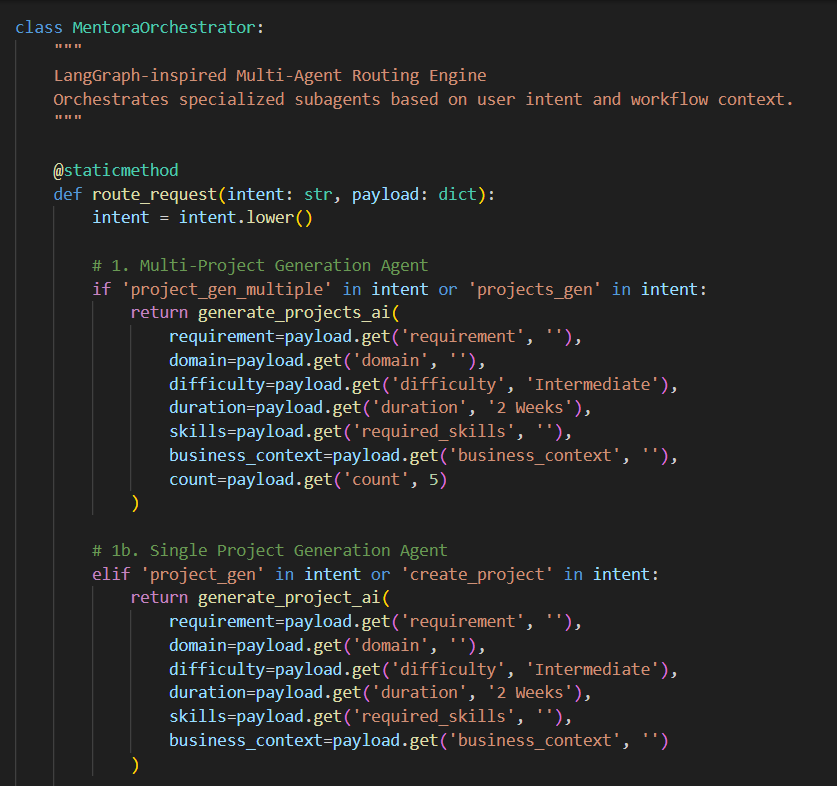 class MentoraOrchestrator:
    """
    LangGraph-inspired Multi-Agent Routing Engine
    Orchestrates specialized subagents based on user intent and workflow context.
    """

    @staticmethod
    def route_request(intent: str, payload: dict):
        intent = intent.lower()

        # 1. Multi-Project Generation Agent
        if 'project_gen_multiple' in intent or 'projects_gen' in intent:
            return generate_projects_ai(
                requirement=payload.get('requirement', ''),
                domain=payload.get('domain', ''),
                difficulty=payload.get('difficulty', 'Intermediate'),
                duration=payload.get('duration', '2 Weeks'),
                skills=payload.get('required_skills', ''),
                business_context=payload.get('business_context', ''),
                count=payload.get('count', 5)
            )

        # 1b. Single Project Generation Agent
        elif 'project_gen' in intent or 'create_project' in intent:
            return generate_project_ai(
                requirement=payload.get('requirement', ''),
                domain=payload.get('domain', ''),
                difficulty=payload.get('difficulty', 'Intermediate'),
                duration=payload.get('duration', '2 Weeks'),
                skills=payload.get('required_skills', ''),
                business_context=payload.get('business_context', '')
            )